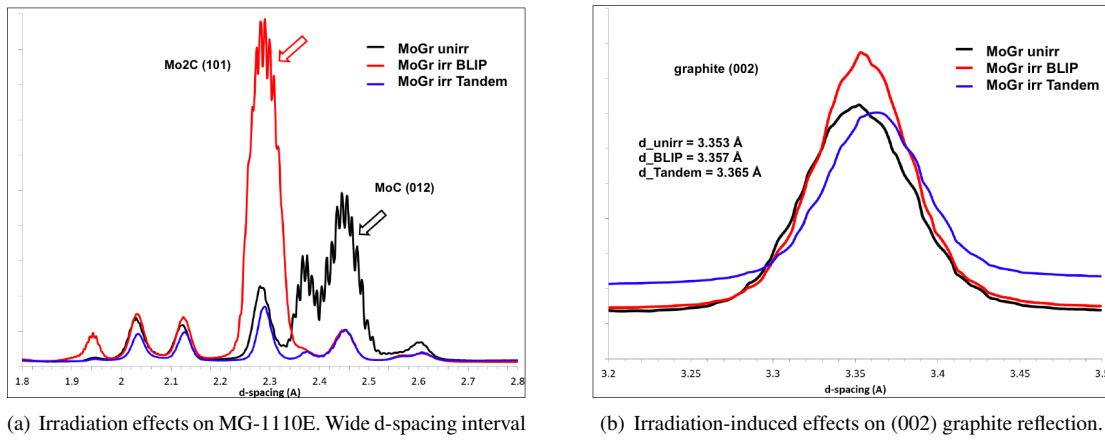 Mo2C (101)
MoGr unirr
MoGr irr BLIP
MoGr irr Tandem
MoC (012)
1.8 1.9 2 2.1 2.2 2.3 2.4 2.5 2.6 2.7 2.8
d-spacing (A)
(a) Irradiation effects on MG-1110E. Wide d-spacing interval
graphite (002)
MoGr unirr
MoGr irr BLIP
MoGr irr Tandem
d_unirr = 3.353 Å
d_BLIP = 3.357 Å
d_Tandem = 3.365 Å
3.2 3.25 3.3 3.35 3.4 3.45 3.5
d-spacing (A)
(b) Irradiation-induced effects on (002) graphite reflection.